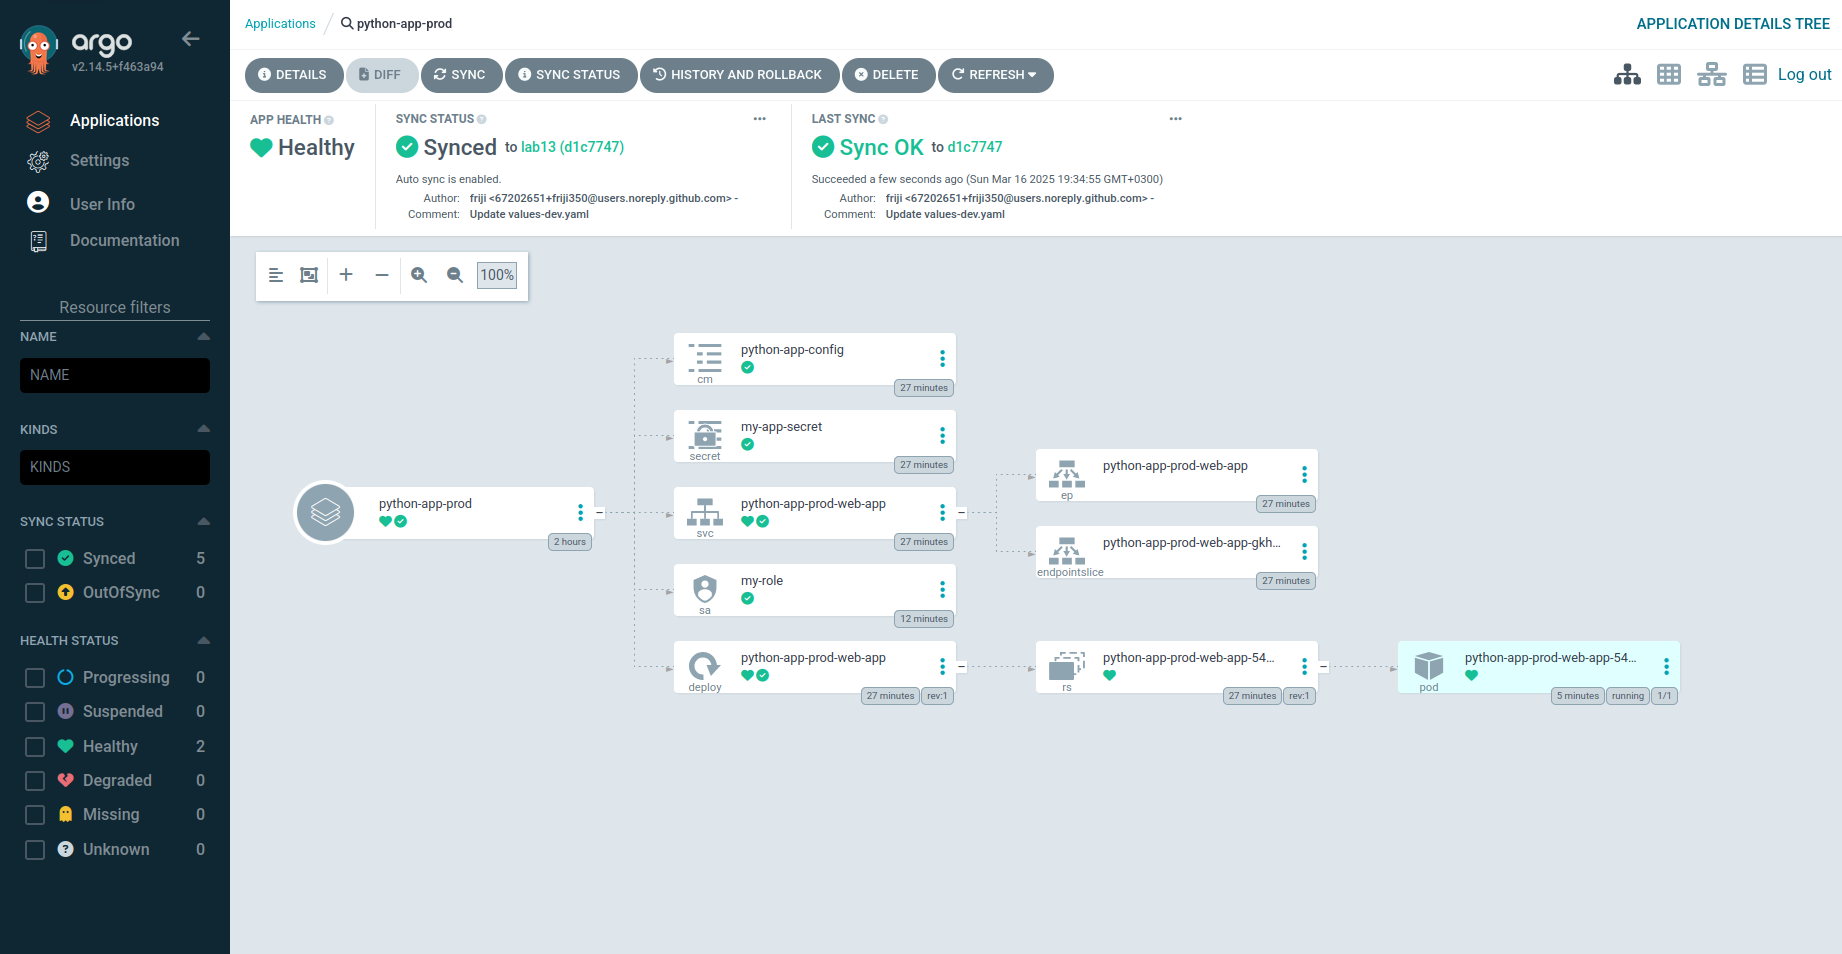 argo
v2.14.5+f463a94
Applications
Settings
User Info
Documentation
Resource filters
NAME
NAME
KINDS
KINDS
SYNC STATUS
Synced 5
OutOfSync 0
HEALTH STATUS
Progressing 0
Suspended 0
Healthy 2
Degraded 0
Missing 0
Unknown 0
Applications / python-app-prod
APPLICATION DETAILS TREE
DETAILS DIFF SYNC SYNC STATUS HISTORY AND ROLLBACK DELETE REFRESH
Log out
APP HEALTH
Healthy
SYNC STATUS
Synced to lab13 (d1c7747)
Auto sync is enabled.
Author: friji <67202651+friji350@users.noreply.github.com> -
Comment: Update values-dev.yaml
LAST SYNC
Sync OK to d1c7747
Succeeded a few seconds ago (Sun Mar 16 2025 19:34:55 GMT+0300)
Author: friji <67202651+friji350@users.noreply.github.com> -
Comment: Update values-dev.yaml
100%
python-app-prod
2 hours
python-app-config
cm
27 minutes
my-app-secret
secret
27 minutes
python-app-prod-web-app
svc
27 minutes
my-role
sa
12 minutes
python-app-prod-web-app
deploy
27 minutes rev:1
python-app-prod-web-app
ep
27 minutes
python-app-prod-web-app-gkh...
endpointslice
27 minutes
python-app-prod-web-app-54...
rs
27 minutes rev:1
python-app-prod-web-app-54...
pod
5 minutes running 1/1